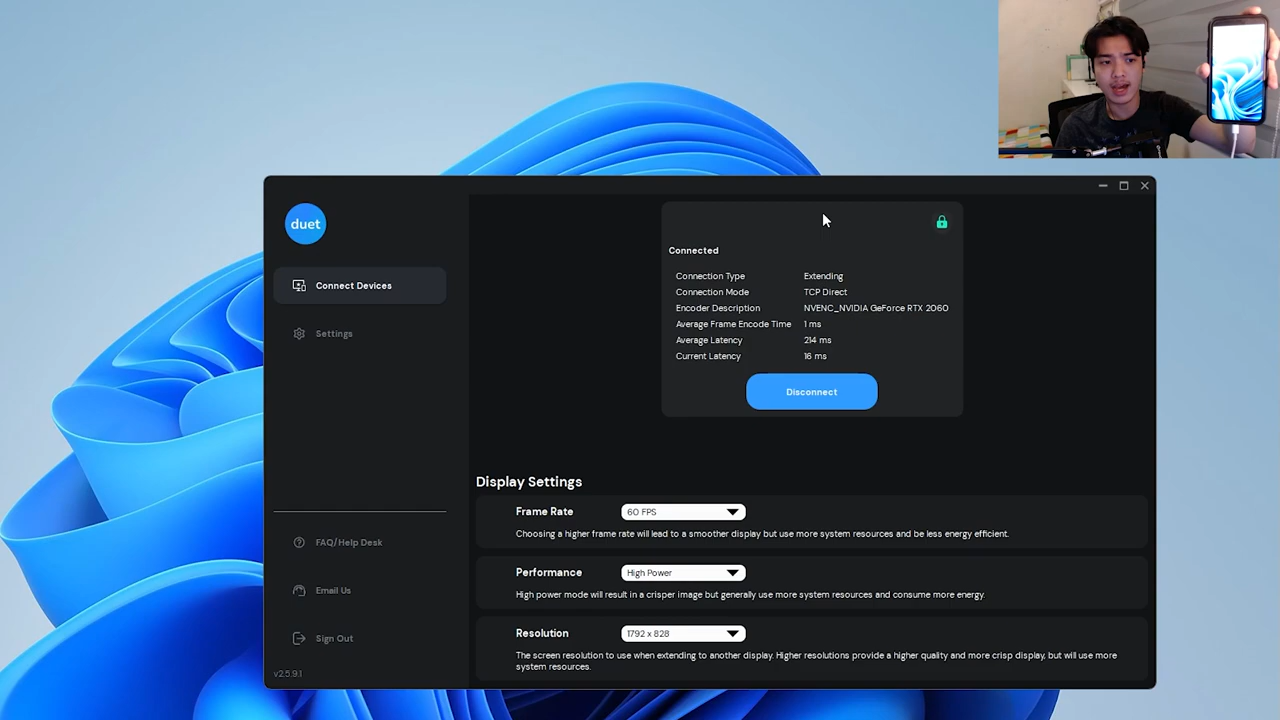 duet
Connect Devices
Settings
FAQ/Help Desk
Email Us
Sign Out
v2.5.9.1
Connected
Connection Type Extending
Connection Mode TCP Direct
Encoder Description NVENC_NVIDIA GeForce RTX 2060
Average Frame Encode Time 1 ms
Average Latency 214 ms
Current Latency 16 ms
Disconnect
Display Settings
Frame Rate 60 FPS
Choosing a higher frame rate will lead to a smoother display but use more system resources and be less energy efficient.
Performance High Power
High power mode will result in a crisper image but generally use more system resources and consume more energy.
Resolution 1792 x 828
The screen resolution to use when extending to another display. Higher resolutions provide a higher quality and more crisp display, but will use more
system resources.